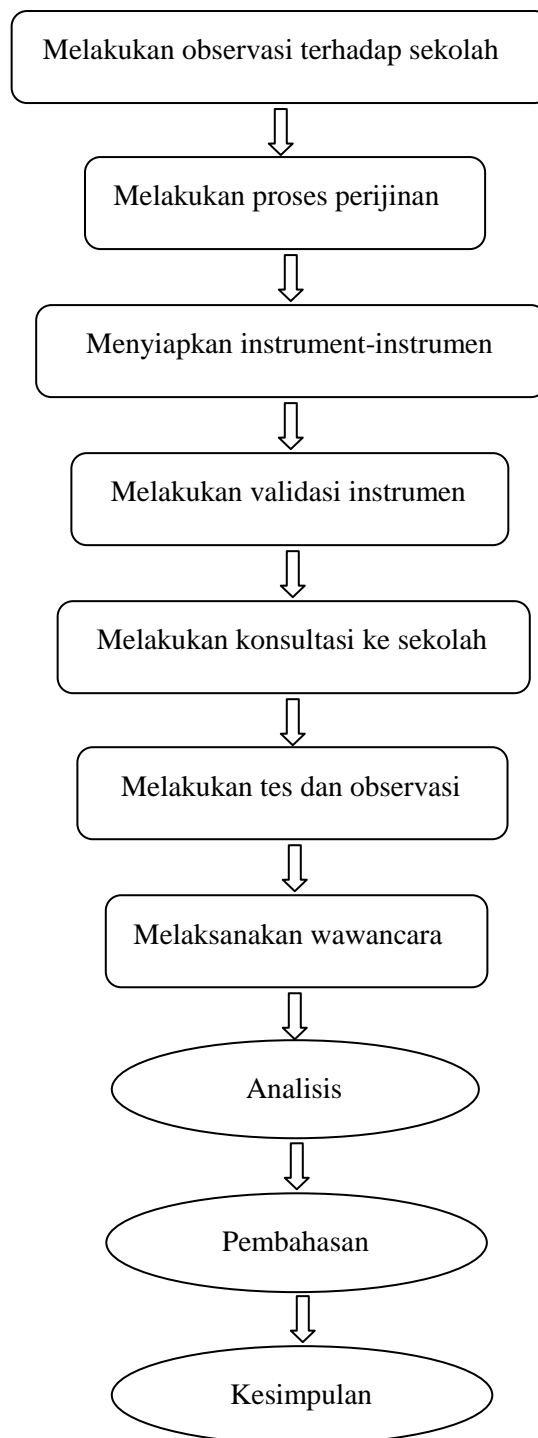 Melakukan observasi terhadap sekolah
Melakukan proses perijinan
Menyiapkan instrument-instrumen
Melakukan validasi instrumen
Melakukan konsultasi ke sekolah
Melakukan tes dan observasi
Melaksanakan wawancara
Analisis
Pembahasan
Kesimpulan